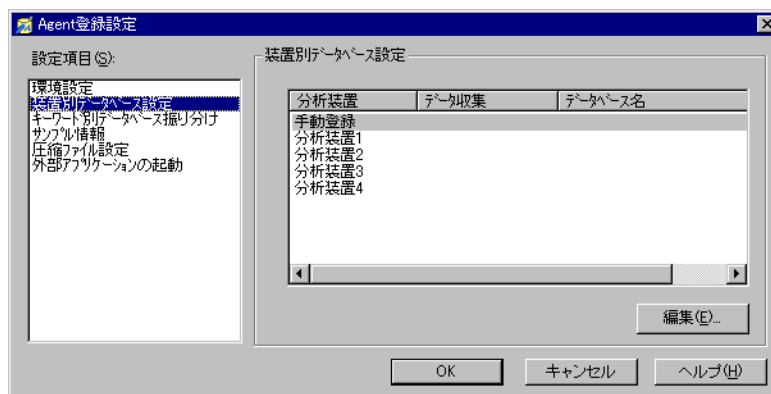 Agent登録設定
設定項目(S):
環境設定
装置別ﾃﾞｰﾀﾍﾞｰｽ設定
ｷｰﾜｰﾄﾞ別ﾃﾞｰﾀﾍﾞｰｽ振り分け
ｻﾝﾌﾟﾙ情報
圧縮ﾌｧｲﾙ設定
外部ｱﾌﾟﾘｹｰｼｮﾝの起動
装置別ﾃﾞｰﾀﾍﾞｰｽ設定
分析装置 ﾃﾞｰﾀ収集 ﾃﾞｰﾀﾍﾞｰｽ名
手動登録
分析装置1
分析装置2
分析装置3
分析装置4
編集(E)...
OK キャンセル ヘルプ(H)